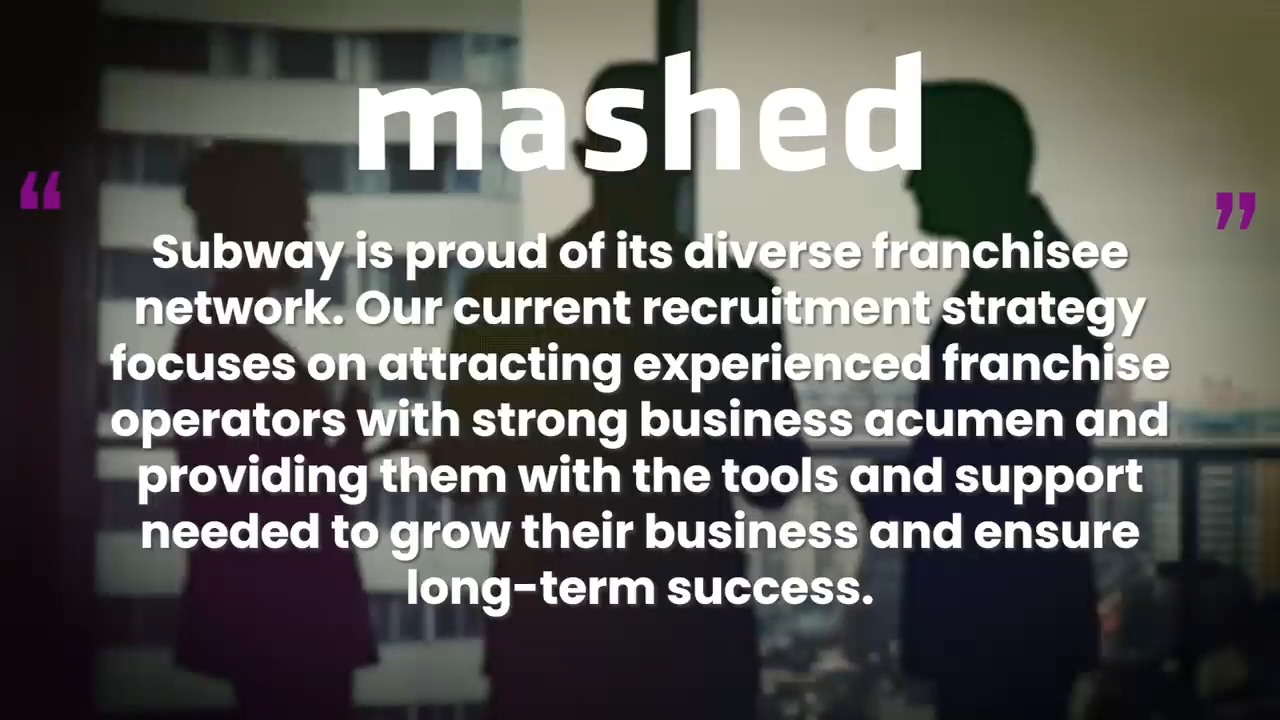 mashed
“ ”
Subway is proud of its diverse franchisee
network. Our current recruitment strategy
focuses on attracting experienced franchise
operators with strong business acumen and
providing them with the tools and support
needed to grow their business and ensure
long-term success.